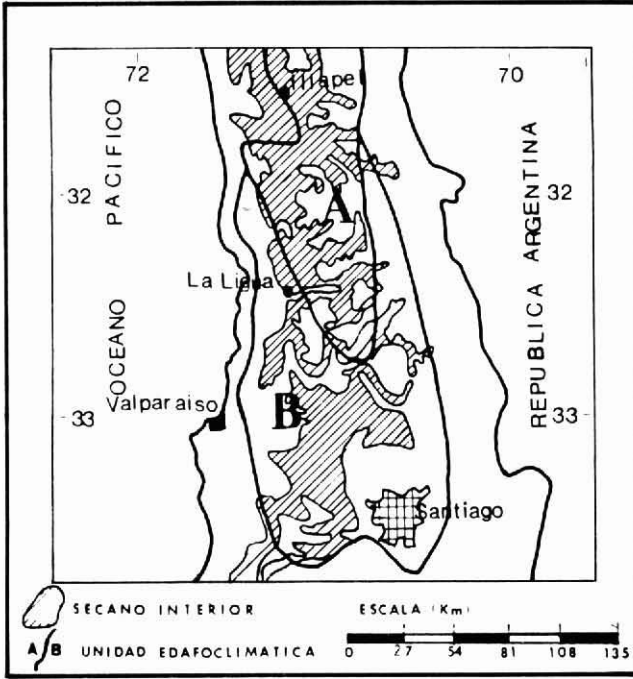 72
70
Illapel
PACIFICO
OCEANO
REPUBLICA ARGENTINA
32
32
A
La Ligua
Valparaiso
33
B
33
Santiago
SECANO INTERIOR
ESCALA (Km)
A/B UNIDAD EDAFOCLIMATICA
0 27 54 81 108 135